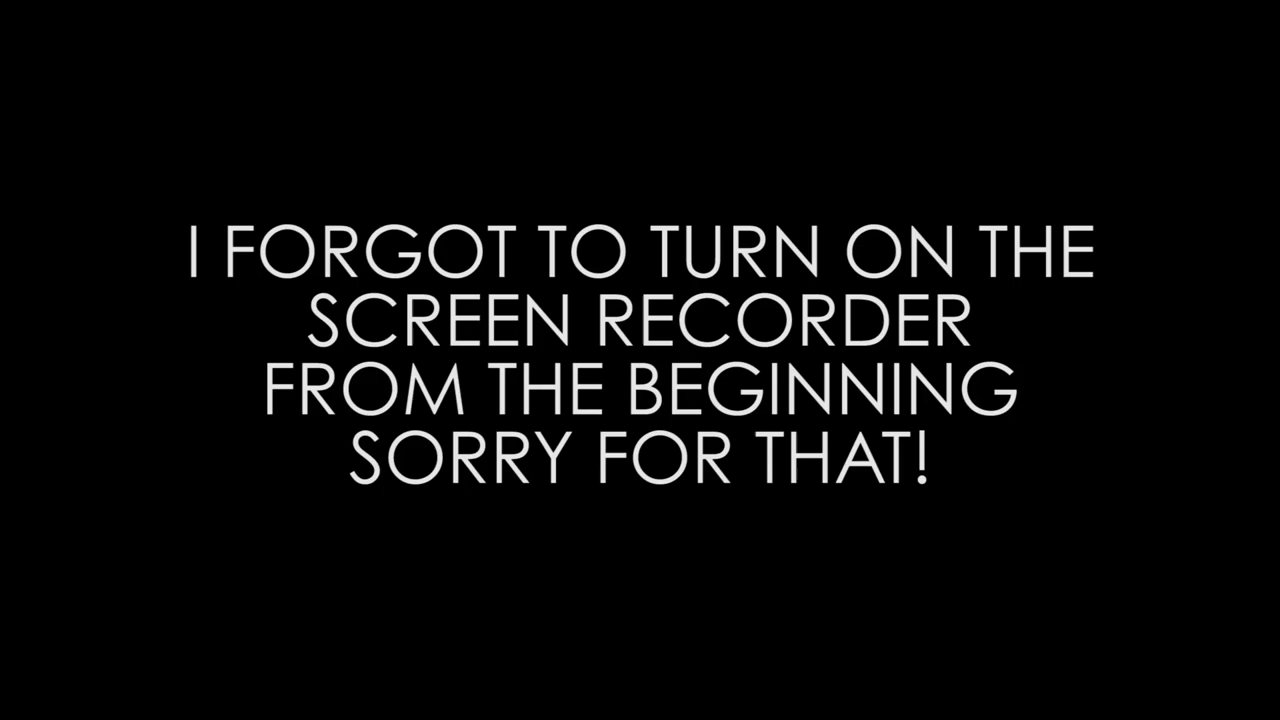 I FORGOT TO TURN ON THE
SCREEN RECORDER
FROM THE BEGINNING
SORRY FOR THAT!